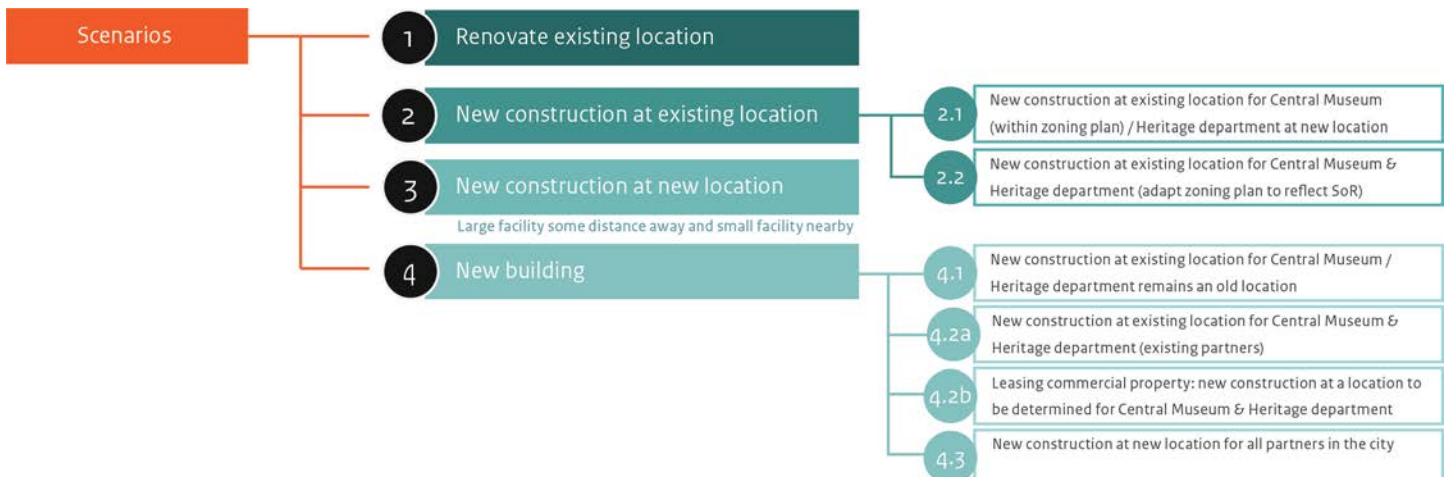 Scenarios
1
Renovate existing location
2
New construction at existing location
2.1
New construction at existing location for Central Museum
(within zoning plan) / Heritage department at new location
2.2
New construction at existing location for Central Museum &
Heritage department (adapt zoning plan to reflect SoR)
3
New construction at new location
Large facility some distance away and small facility nearby
4
New building
4.1
New construction at existing location for Central Museum /
Heritage department remains an old location
4.2a
New construction at existing location for Central Museum &
Heritage department (existing partners)
4.2b
Leasing commercial property: new construction at a location to
be determined for Central Museum & Heritage department
4.3
New construction at new location for all partners in the city